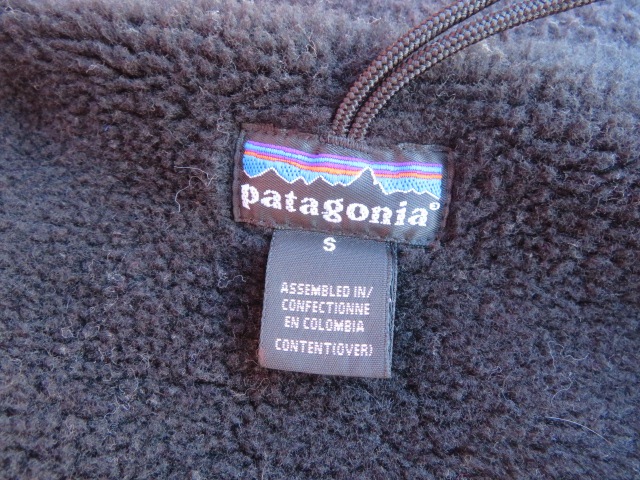 patagonia®
S
ASSEMBLED IN/
CONFECTIONNE
EN COLOMBIA
CONTENT(OVER)